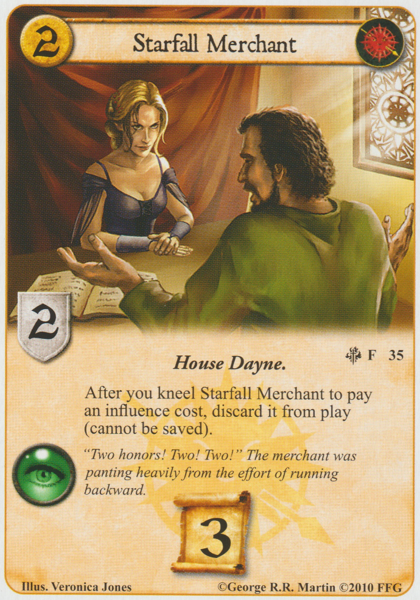 2
Starfall Merchant
2
F 35
House Dayne.
After you kneel Starfall Merchant to pay
an influence cost, discard it from play
(cannot be saved).
“Two honors! Two! Two!” The merchant was
panting heavily from the effort of running
backward.
3
Illus. Veronica Jones
©George R.R. Martin ©2010 FFG